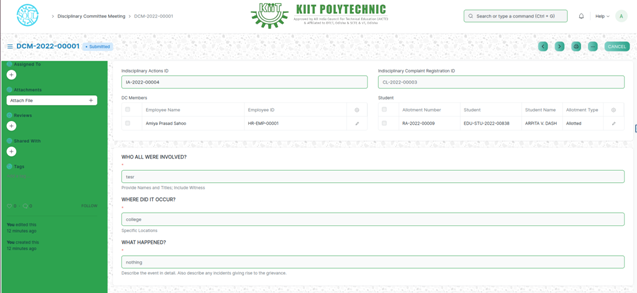 Disciplinary Committee Meeting
DCM-2022-00001
KIIT POLYTECHNIC
Search or type a command (Ctrl + G)
Help
A
DCM-2022-00001
Submitted
CANCEL
Assigned To
Attachments
Attach File
Reviews
Shared With
Tags
FOLLOW
You edited this
12 minutes ago
You created this
12 minutes ago
Indisciplinary Actions ID
IA-2022-00004
Indisciplinary Complaint Registration ID
CL-2022-00003
DC Members
Employee Name
Employee ID
Amiya Prasad Sahoo
HR-EMP-00001
Student
Allotment Number
Student
Student Name
Allotment Type
RA-2022-00009
EDU-STU-2022-00838
ARPITA V. DASH
Allotted
WHO ALL WERE INVOLVED?
*
Provide Names and Titles; Include Witness
WHERE DID IT OCCUR?
*
college
Specific Locations
WHAT HAPPENED?
*
nothing
Describe the event in detail. Also describe any incidents giving rise to the grievance.